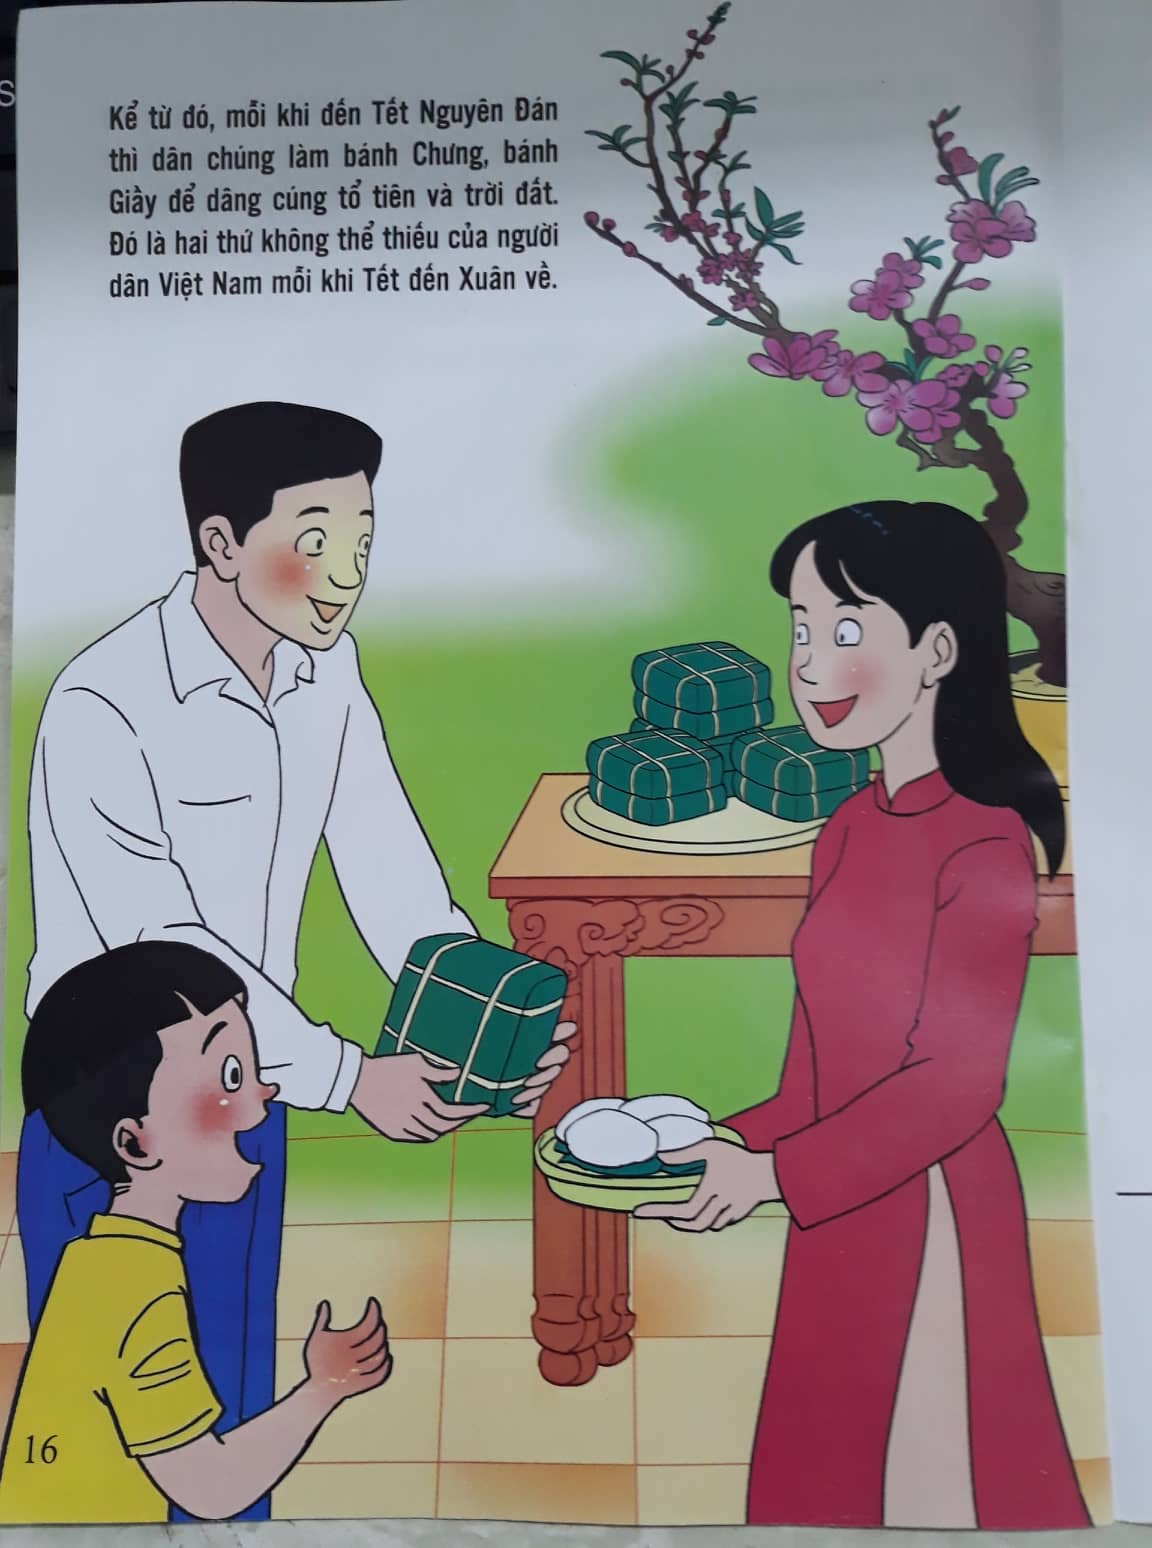 Kể từ đó, mỗi khi đến Tết Nguyên Đán
thì dân chúng làm bánh Chưng, bánh
Giầy để dâng cúng tổ tiên và trời đất.
Đó là hai thứ không thể thiếu của người
dân Việt Nam mỗi khi Tết đến Xuân về.
16